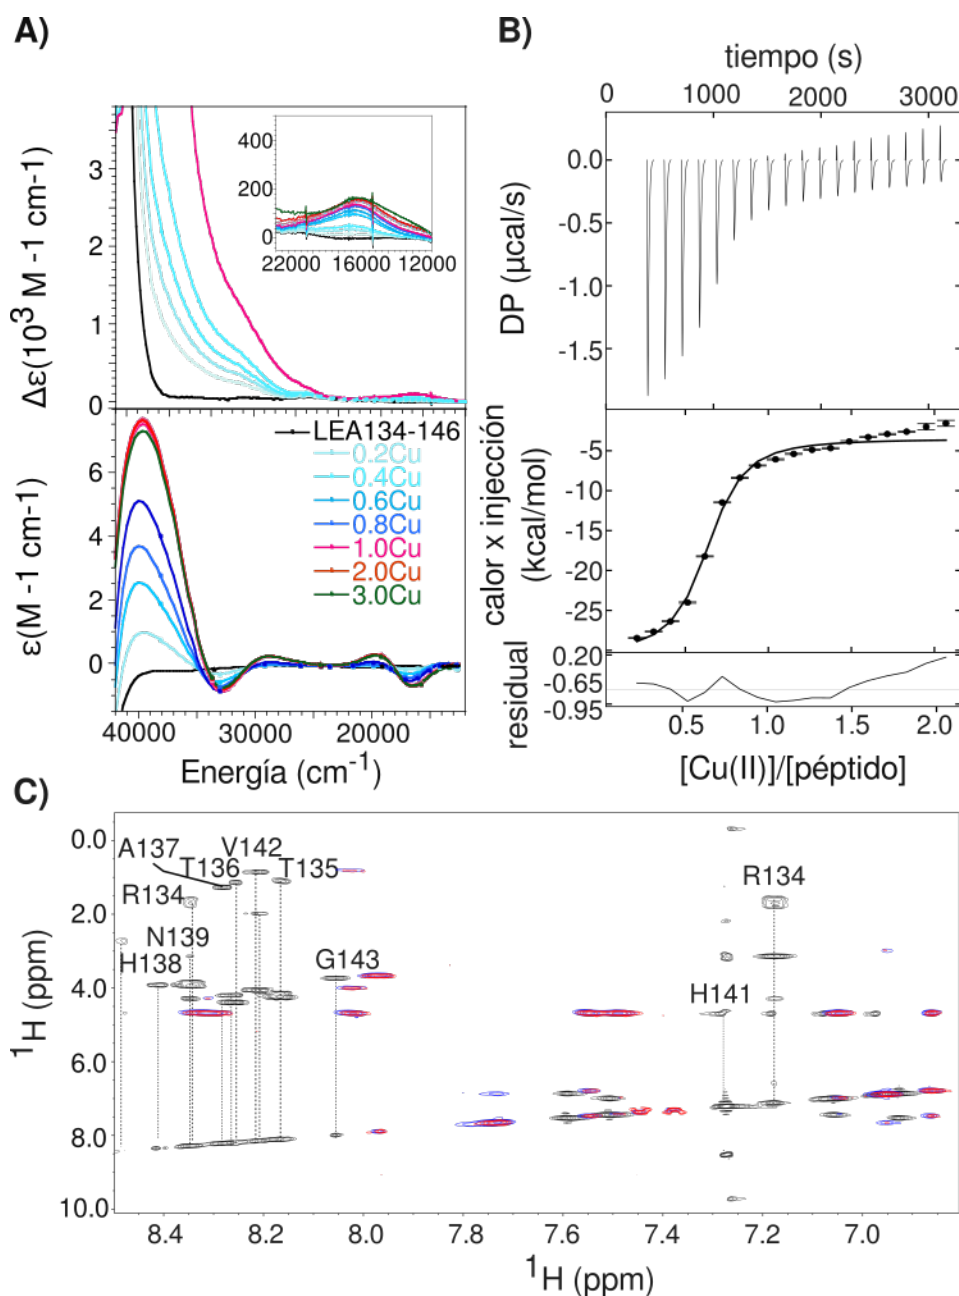 A)
Δε(10³ M -1 cm-1)
3
2
1
0
400
200
0
22000
16000
12000
ε(M -1 cm-1)
6
4
2
0
LEA134-146
0.2Cu
0.4Cu
0.6Cu
0.8Cu
1.0Cu
2.0Cu
3.0Cu
40000
30000
20000
Energía (cm⁻¹)
B)
tiempo (s)
0
1000
2000
3000
DP (µcal/s)
0.0
-0.5
-1.0
-1.5
calor x injección
(kcal/mol)
-5
-10
-15
-20
-25
residual
0.20
-0.65
-0.95
0.5
1.0
1.5
2.0
[Cu(II)]/[péptido]
C)
¹H (ppm)
0.0
2.0
4.0
6.0
8.0
10.0
A137
V142
T136
T135
R134
N139
H138
G143
R134
H141
8.4
8.2
8.0
7.8
7.6
7.4
7.2
7.0
¹H (ppm)